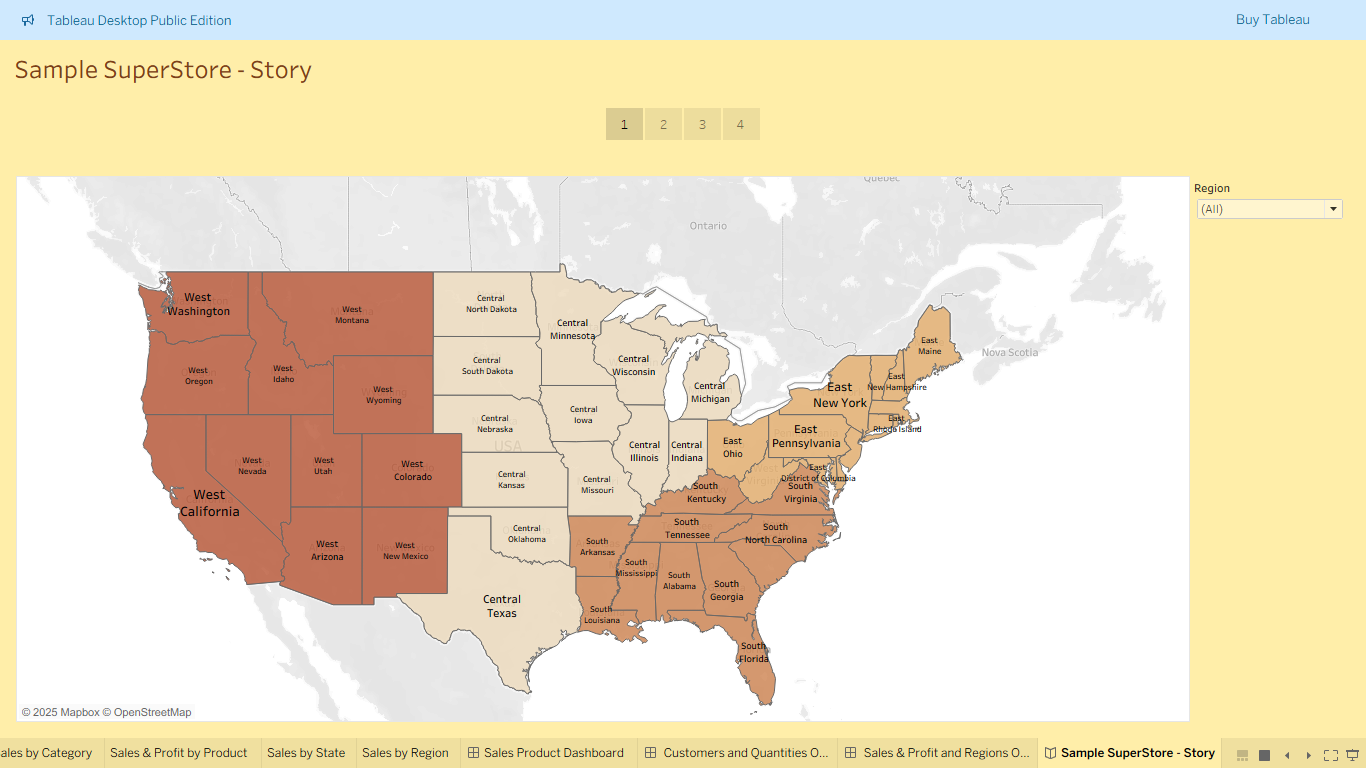 Tableau Desktop Public Edition
Buy Tableau
Sample SuperStore - Story
1
2
3
4
Region
(All)
Quebec
Ontario
Nova Scotia
USA
West
Washington
West
Montana
West
Oregon
West
Idaho
West
Wyoming
West
Nevada
West
Utah
West
Colorado
West
California
West
Arizona
West
New Mexico
Central
North Dakota
Central
Minnesota
Central
South Dakota
Central
Wisconsin
Central
Michigan
Central
Nebraska
Central
Iowa
Central
Illinois
Central
Indiana
Central
Kansas
Central
Missouri
Central
Oklahoma
Central
Texas
East
Maine
East
New Hampshire
East
New York
East
Rhode Island
East
Pennsylvania
East
Ohio
East
District of Columbia
South
Kentucky
South
Virginia
South
Tennessee
South
North Carolina
South
Arkansas
South
Mississippi
South
Alabama
South
Georgia
South
Louisiana
South
Florida
© 2025 Mapbox © OpenStreetMap
ales by Category
Sales & Profit by Product
Sales by State
Sales by Region
Sales Product Dashboard
Customers and Quantities O...
Sales & Profit and Regions O...
Sample SuperStore - Story